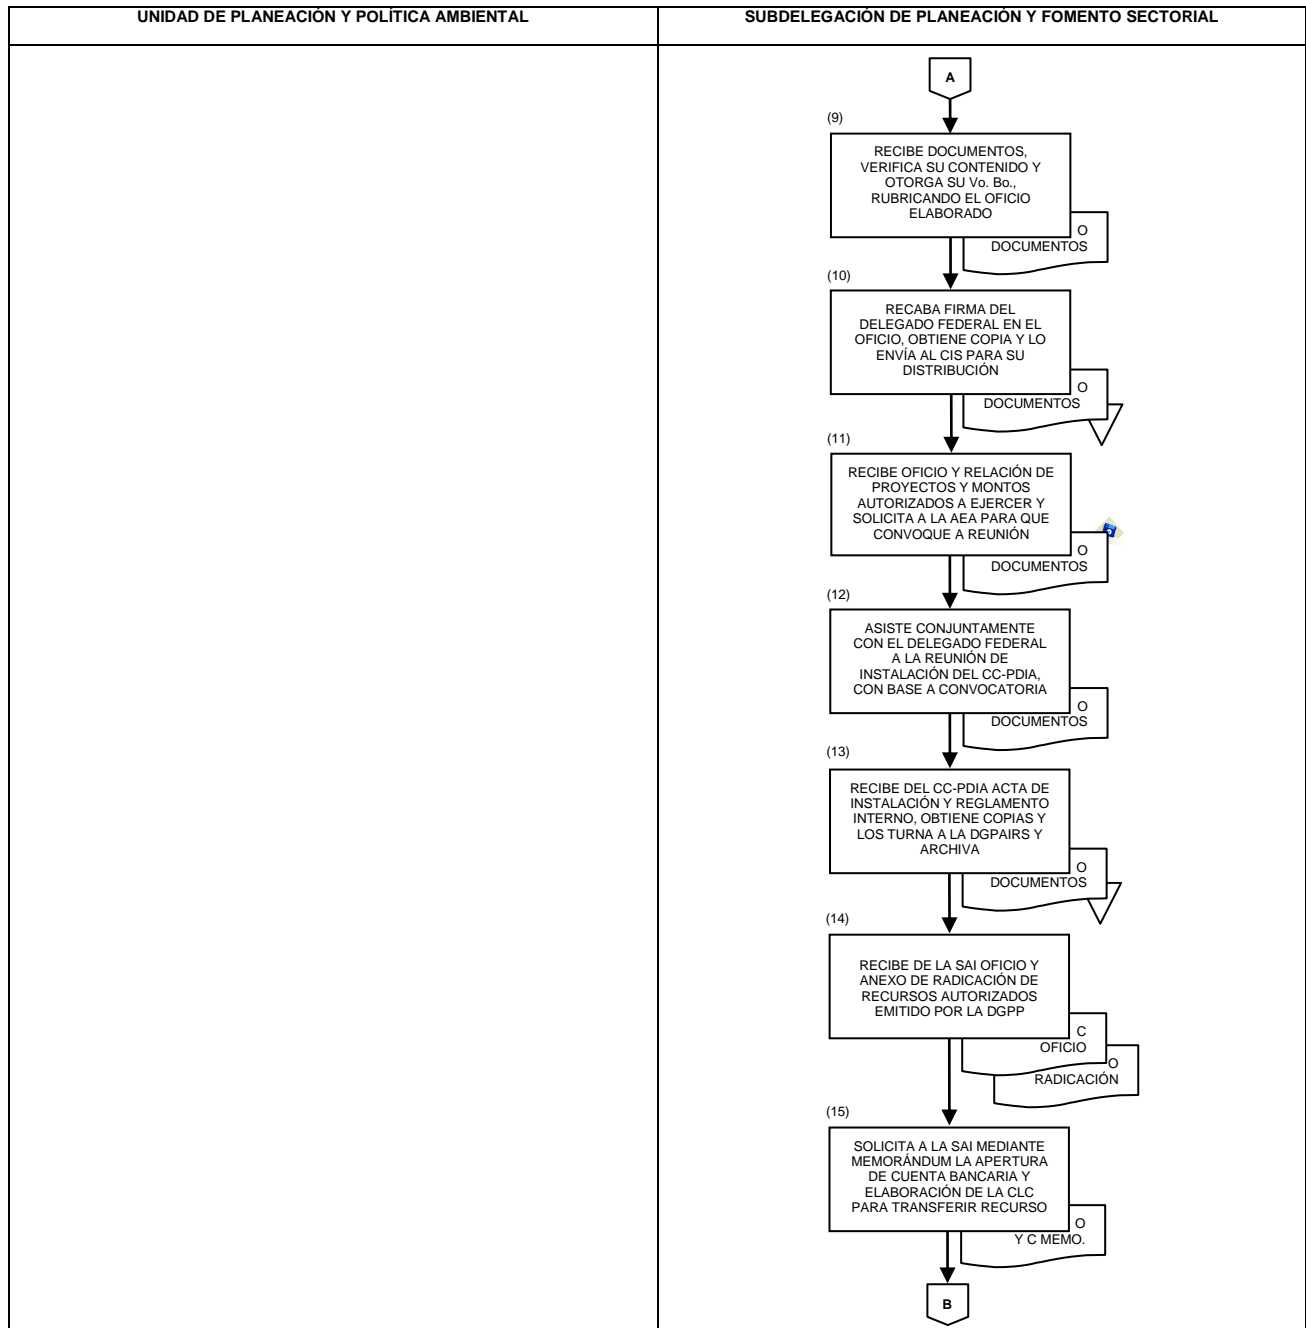 UNIDAD DE PLANEACIÓN Y POLÍTICA AMBIENTAL
SUBDELEGACIÓN DE PLANEACIÓN Y FOMENTO SECTORIAL
A
(9)
RECIBE DOCUMENTOS,
VERIFICA SU CONTENIDO Y
OTORGA SU Vo. Bo.,
RUBRICANDO EL OFICIO
ELABORADO
O
DOCUMENTOS
(10)
RECABA FIRMA DEL
DELEGADO FEDERAL EN EL
OFICIO, OBTIENE COPIA Y LO
ENVÍA AL CIS PARA SU
DISTRIBUCIÓN
O
DOCUMENTOS
(11)
RECIBE OFICIO Y RELACIÓN DE
PROYECTOS Y MONTOS
AUTORIZADOS A EJERCER Y
SOLICITA A LA AEA PARA QUE
CONVOQUE A REUNIÓN
O
DOCUMENTOS
(12)
ASISTE CONJUNTAMENTE
CON EL DELEGADO FEDERAL
A LA REUNIÓN DE
INSTALACIÓN DEL CC-PDIA,
CON BASE A CONVOCATORIA
O
DOCUMENTOS
(13)
RECIBE DEL CC-PDIA ACTA DE
INSTALACIÓN Y REGLAMENTO
INTERNO, OBTIENE COPIAS Y
LOS TURNA A LA DGPAIRS Y
ARCHIVA
O
DOCUMENTOS
(14)
RECIBE DE LA SAI OFICIO Y
ANEXO DE RADICACIÓN DE
RECURSOS AUTORIZADOS
EMITIDO POR LA DGPP
C
OFICIO
O
RADICACIÓN
(15)
SOLICITA A LA SAI MEDIANTE
MEMORÁNDUM LA APERTURA
DE CUENTA BANCARIA Y
ELABORACIÓN DE LA CLC
PARA TRANSFERIR RECURSO
O
Y C MEMO.
B